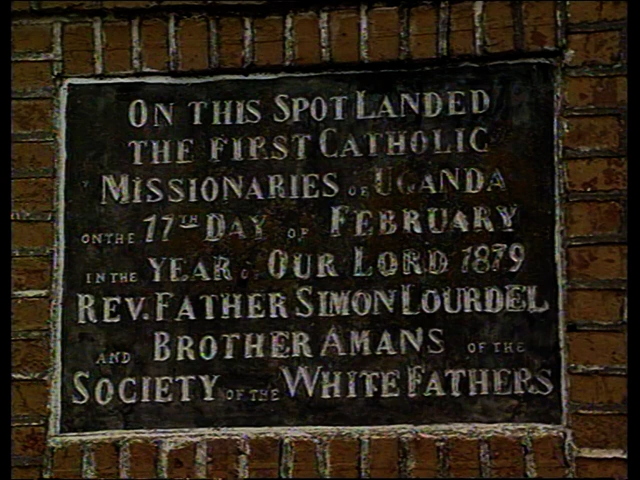 ON THIS SPOT LANDED
THE FIRST CATHOLIC
MISSIONARIES OF UGANDA
ON THE 17TH DAY OF FEBRUARY
IN THE YEAR OF OUR LORD 1879
REV. FATHER SIMON LOURDEL
AND BROTHER AMANS OF THE
SOCIETY OF THE WHITE FATHERS